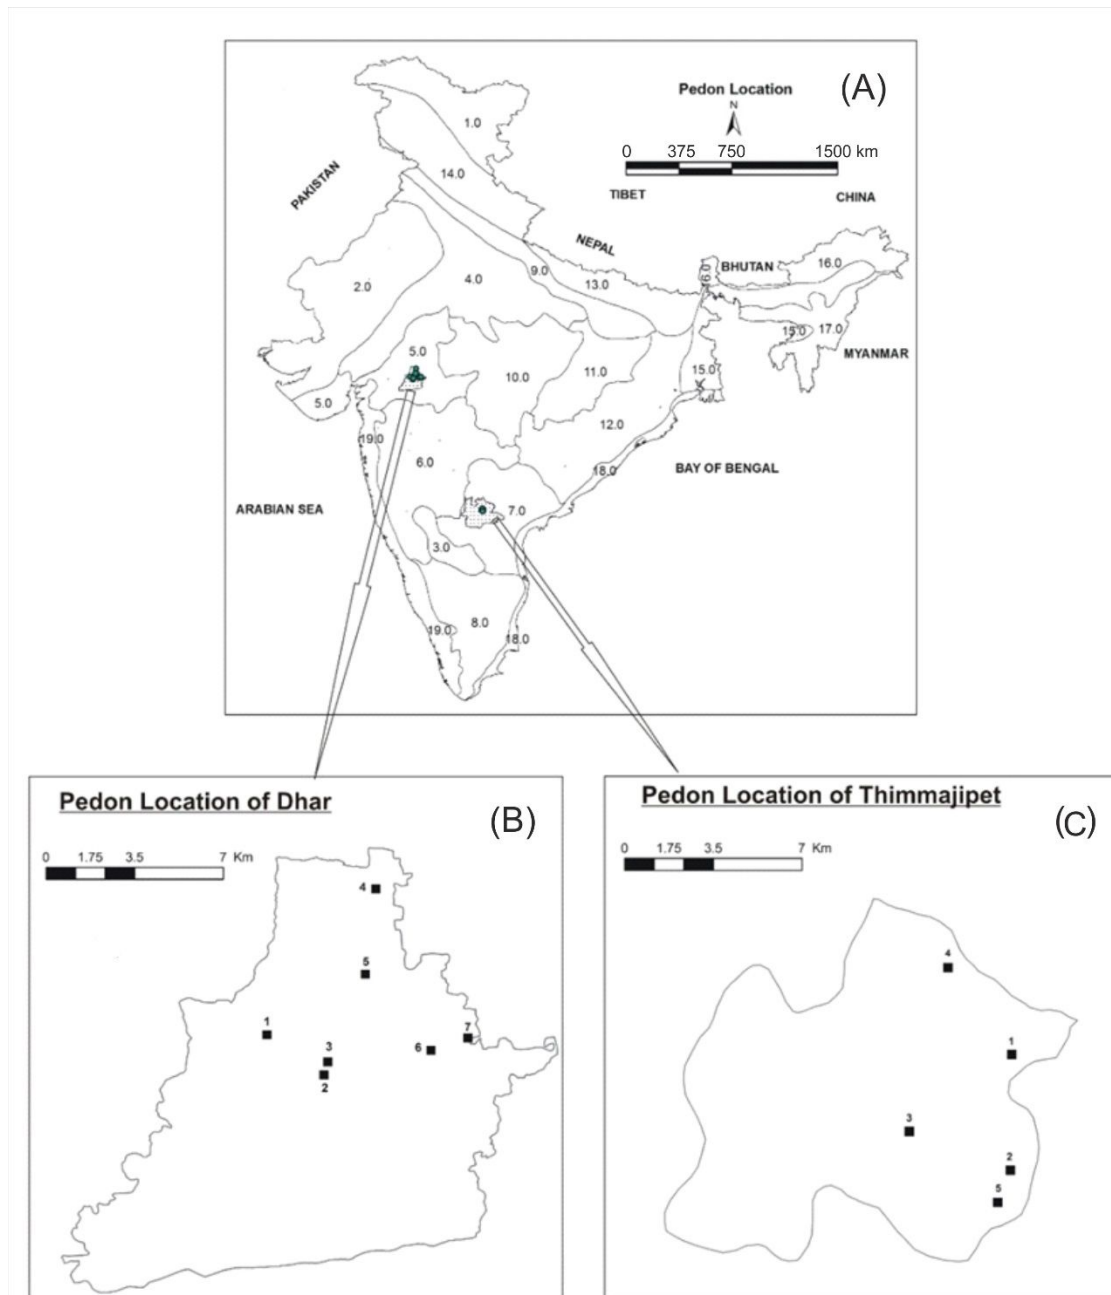 (A)
Pedon Location
N
0 375 750 1500 km
TIBET
CHINA
PAKISTAN
NEPAL
BHUTAN
MYANMAR
BAY OF BENGAL
ARABIAN SEA
1.0
14.0
2.0
4.0
9.0
13.0
16.0
16.0
15.0
17.0
5.0
10.0
11.0
15.0
5.0
12.0
19.0
6.0
18.0
7.0
3.0
8.0
19.0
18.0
Pedon Location of Dhar
(B)
0 1.75 3.5 7 Km
4
5
1
3
2
6
7
Pedon Location of Thimmajipet
(C)
0 1.75 3.5 7 Km
4
1
3
2
5